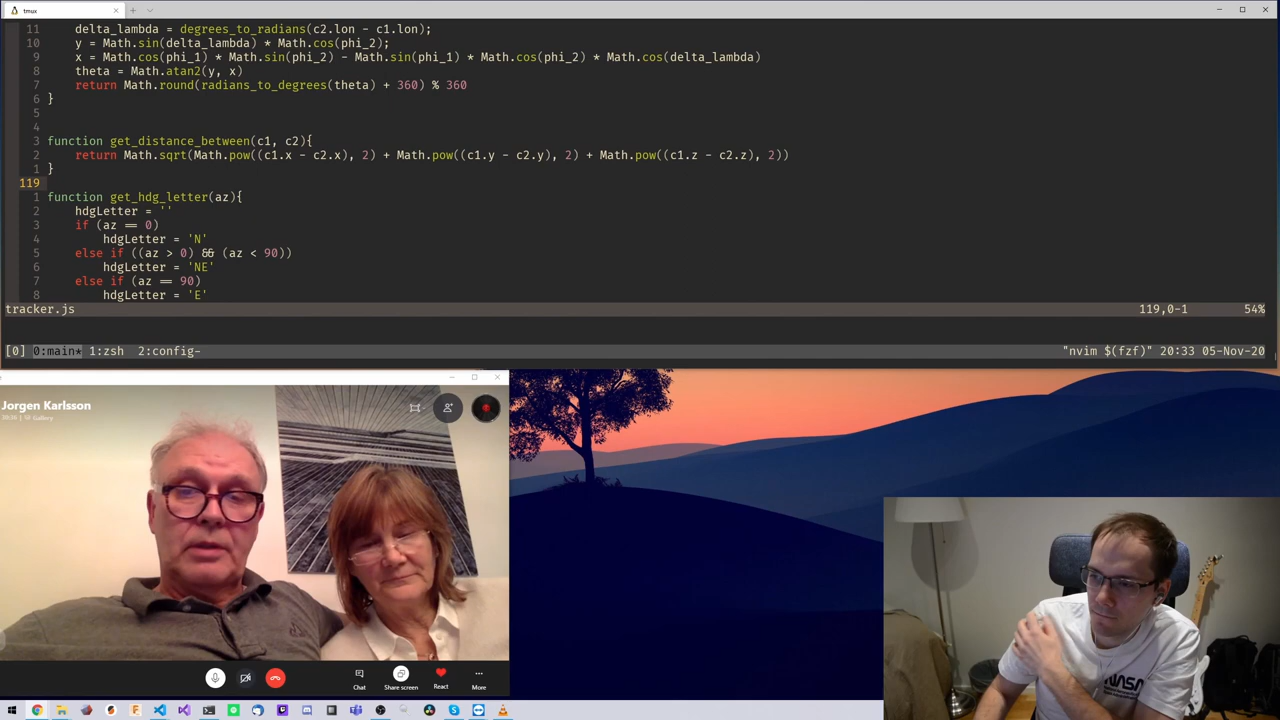 tmux
11 delta_lambda = degrees_to_radians(c2.lon - c1.lon);
10 y = Math.sin(delta_lambda) * Math.cos(phi_2);
9 x = Math.cos(phi_1) * Math.sin(phi_2) - Math.sin(phi_1) * Math.cos(phi_2) * Math.cos(delta_lambda)
8 theta = Math.atan2(y, x)
7 return Math.round(radians_to_degrees(theta) + 360) % 360
6 }
5
4
3 function get_distance_between(c1, c2){
2 return Math.sqrt(Math.pow((c1.x - c2.x), 2) + Math.pow((c1.y - c2.y), 2) + Math.pow((c1.z - c2.z), 2))
1 }
119
1 function get_hdg_letter(az){
2 hdgLetter = ''
3 if (az == 0)
4 hdgLetter = 'N'
5 else if ((az > 0) && (az < 90))
6 hdgLetter = 'NE'
7 else if (az == 90)
8 hdgLetter = 'E'
tracker.js 119,0-1 54%
[0] 0:main* 1:zsh 2:config- "nvim $(fzf)" 20:33 05-Nov-20
Jorgen Karlsson
Gallery
Chat Share screen React More
NASA